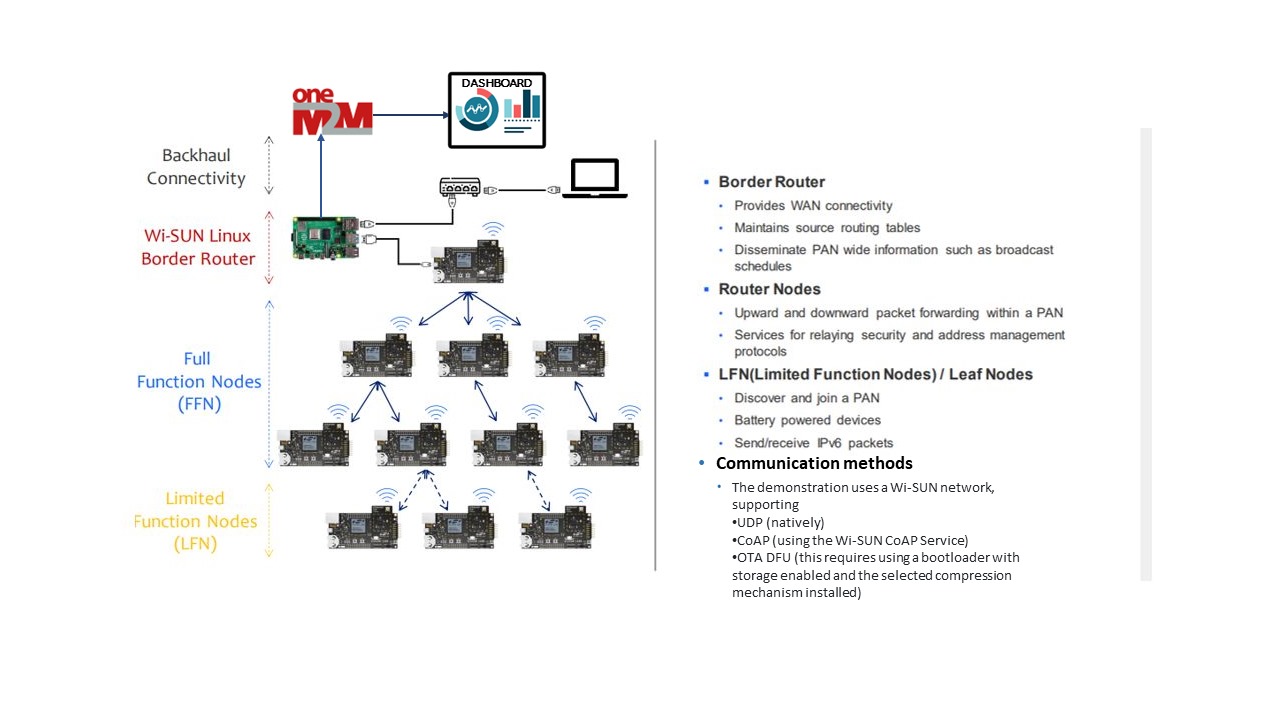 one
M2M
DASHBOARD
Backhaul
Connectivity
Wi-SUN Linux
Border Router
Full
Function Nodes
(FFN)
Limited
Function Nodes
(LFN)
▪ Border Router
• Provides WAN connectivity
• Maintains source routing tables
• Disseminate PAN wide information such as broadcast
schedules
▪ Router Nodes
• Upward and downward packet forwarding within a PAN
• Services for relaying security and address management
protocols
▪ LFN(Limited Function Nodes) / Leaf Nodes
• Discover and join a PAN
• Battery powered devices
• Send/receive IPv6 packets
• Communication methods
• The demonstration uses a Wi-SUN network,
supporting
•UDP (natively)
•CoAP (using the Wi-SUN CoAP Service)
•OTA DFU (this requires using a bootloader with
storage enabled and the selected compression
mechanism installed)